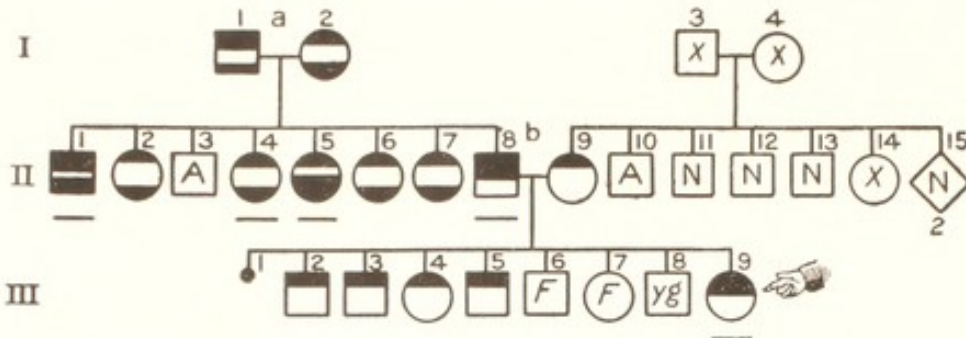 1 a 2 3 4
I X X
1 2 3 4 5 6 7 8 b 9 10 11 12 13 14 15
II A A N N N X N
2
1 2 3 4 5 6 7 8 9
III F F yg